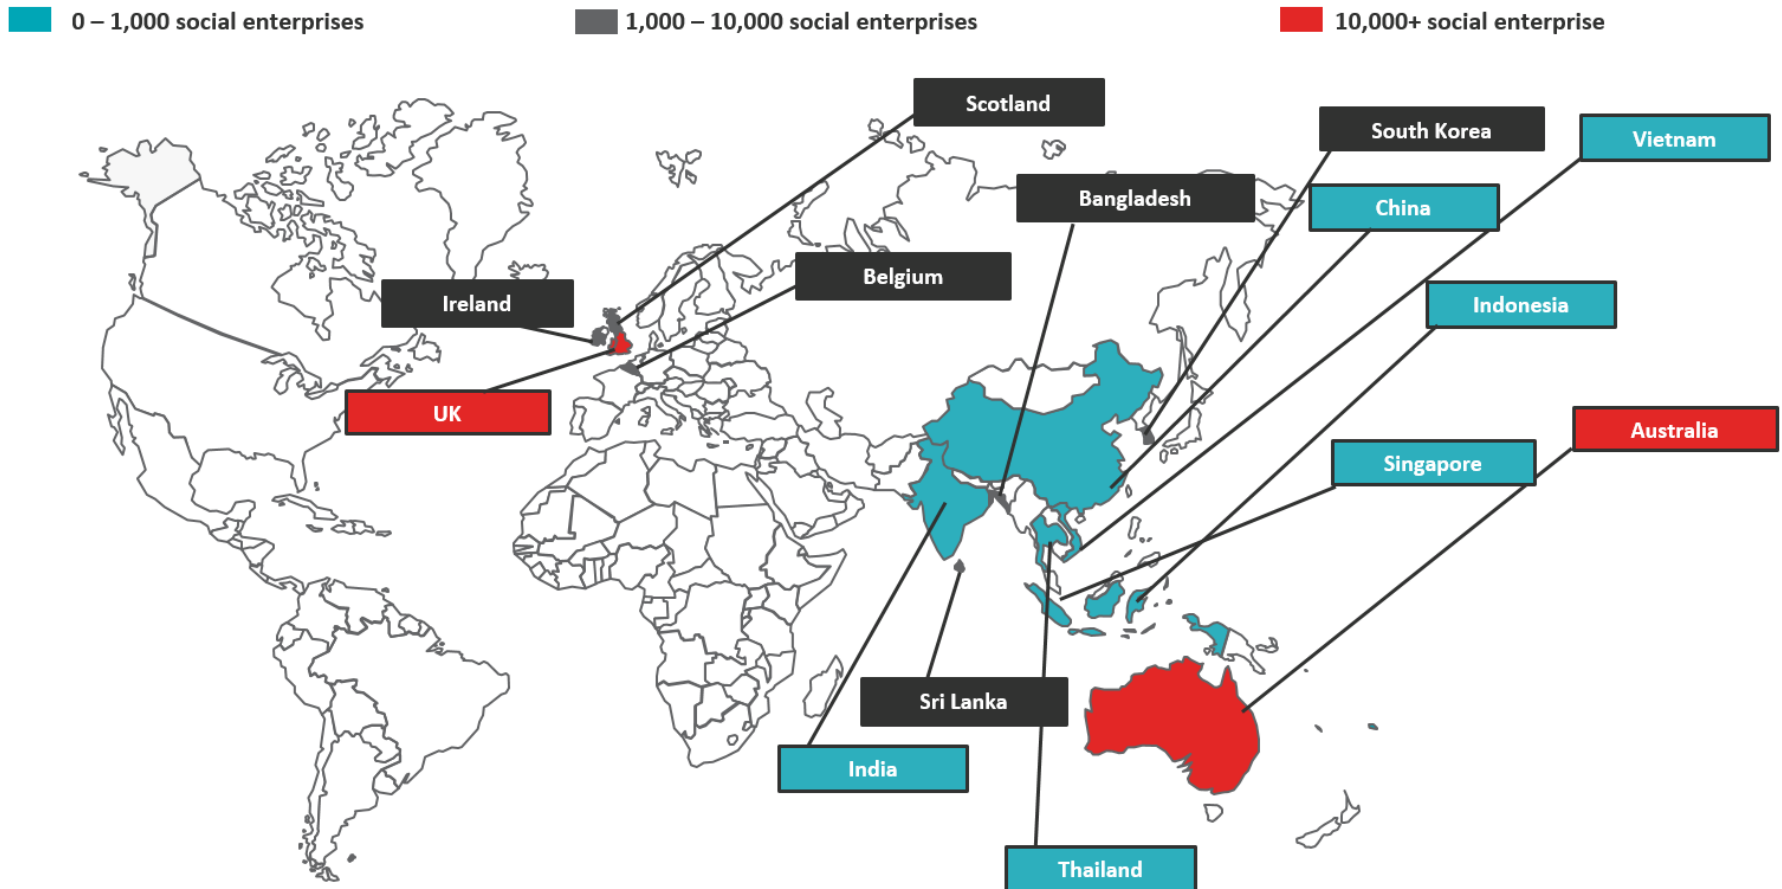 0 – 1,000 social enterprises
1,000 – 10,000 social enterprises
10,000+ social enterprise
Scotland
South Korea
Vietnam
Bangladesh
China
Belgium
Ireland
Indonesia
UK
Australia
Singapore
Sri Lanka
India
Thailand